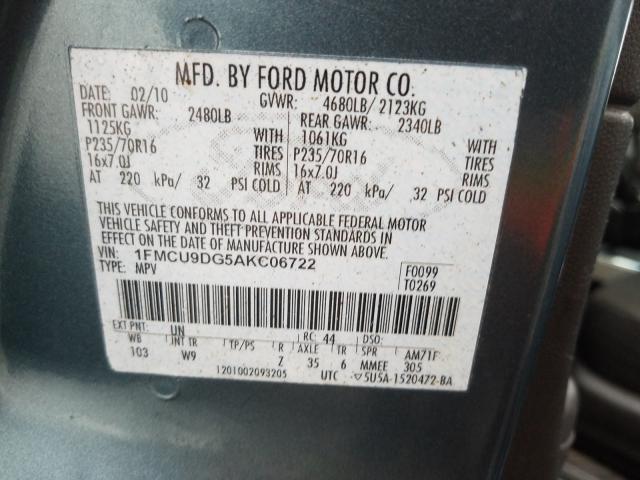 MFD. BY FORD MOTOR CO.
DATE: 02/10 GVWR: 4680LB/ 2123KG
FRONT GAWR: 2480LB REAR GAWR: 2340LB
1125KG WITH 1061KG WITH
P235/70R16 TIRES P235/70R16 TIRES
16x7.0J RIMS 16x7.0J RIMS
AT 220 kPa/ 32 PSI COLD AT 220 kPa/ 32 PSI COLD
THIS VEHICLE CONFORMS TO ALL APPLICABLE FEDERAL MOTOR
VEHICLE SAFETY AND THEFT PREVENTION STANDARDS IN
EFFECT ON THE DATE OF MANUFACTURE SHOWN ABOVE.
VIN: 1FMCU9DG5AKC06722
TYPE: MPV
F0099
T0269
EXT PNT: UN RC: 44 DSO:
WB INT TR TP/PS R AXLE TR SPR AM71F
103 W9 Z 35 6 MMEE 305
1201002093205 UTC ▽5U5A-1520472-BA